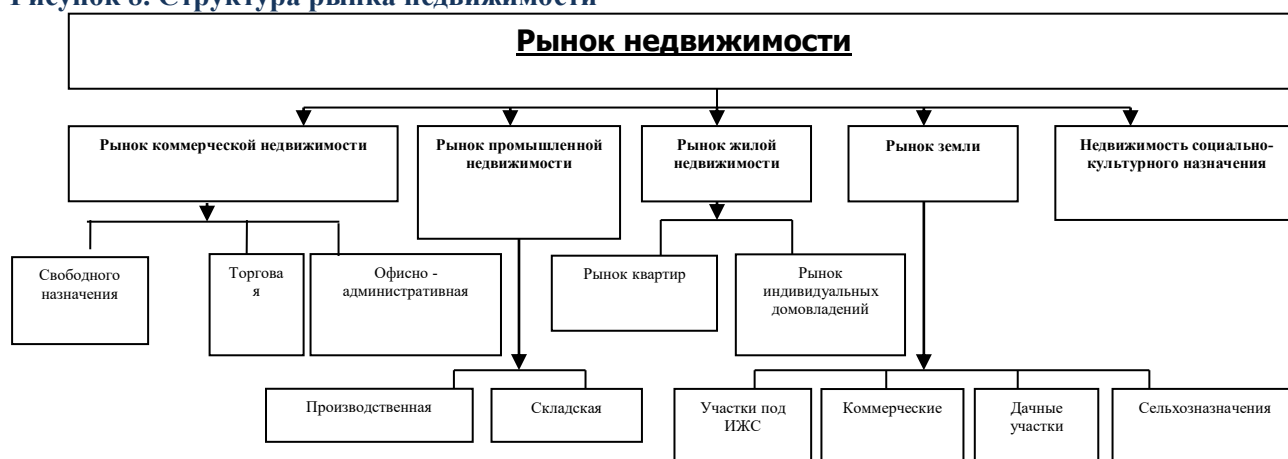 Рисунок 8. Структура рынка недвижимости
Рынок недвижимости
Рынок коммерческой недвижимости
Рынок промышленной
недвижимости
Рынок жилой
недвижимости
Рынок земли
Недвижимость социально-
культурного назначения
Свободного
назначения
Торгова
я
Офисно -
административная
Рынок квартир
Рынок
индивидуальных
домовладений
Производственная
Складская
Участки под
ИЖС
Коммерческие
Дачные
участки
Сельхозназначения